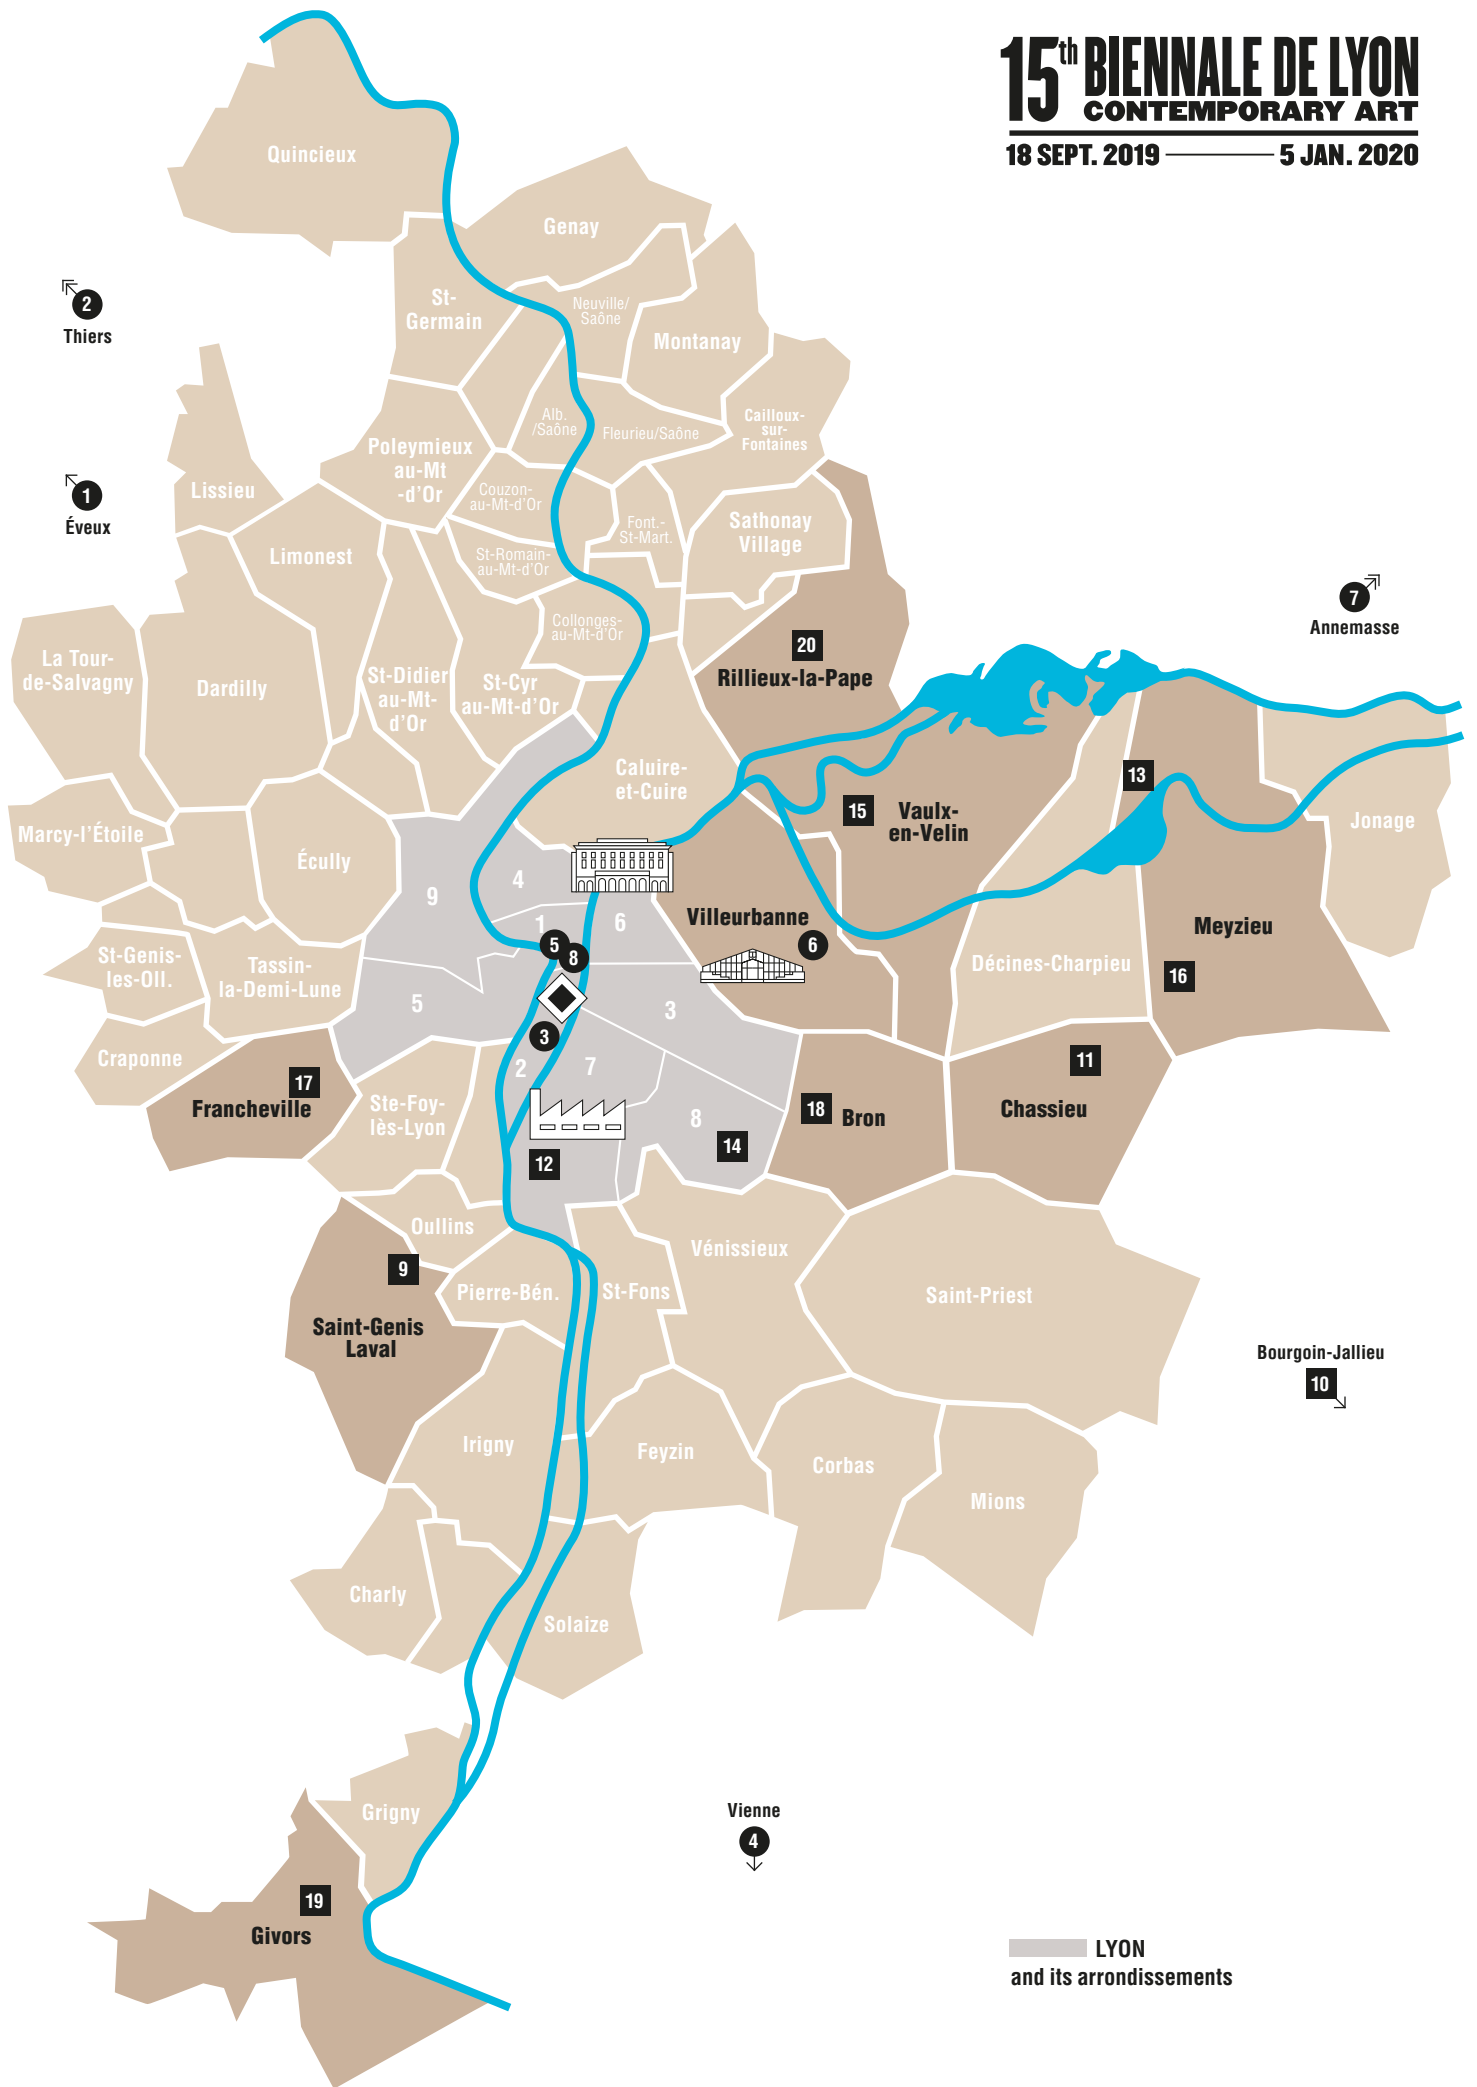 15th BIENNALE DE LYON
CONTEMPORARY ART
18 SEPT. 2019
5 JAN. 2020
Quincieux
Genay
2
Thiers
St-
Germain
Neuville/
Saône
Montanay
Alb.
/Saône
Fleurieu/Saône
Cailloux-
sur-
Fontaines
Poleymieux
au-Mt
-d'Or
1
Éveux
Lissieu
Couzon-
au-Mt-d'Or
Font.-
St-Mart.
Sathonay
Village
Limonest
St-Romain-
au-Mt-d'Or
7
Annemasse
Collonges-
au-Mt-d'Or
20
Rillieux-la-Pape
La Tour-
de-Salvagny
Dardilly
St-Didier
au-Mt-
d'Or
St-Cyr
au-Mt-d'Or
Caluire-
et-Cuire
13
15
Vaulx-
en-Velin
Jonage
Marcy-l'Étoile
Écully
9
4
1
6
Villeurbanne
6
Meyzieu
5
8
St-Genis-
les-Oll.
Tassin-
la-Demi-Lune
Décines-Charpieu
16
5
3
3
Craponne
2
7
11
17
Francheville
Ste-Foy-
lès-Lyon
8
18
Bron
Chassieu
14
12
Oullins
Vénissieux
9
Pierre-Bén.
St-Fons
Saint-Priest
Saint-Genis
Laval
Bourgoin-Jallieu
10
Irigny
Feyzin
Corbas
Mions
Charly
Solaize
Grigny
Vienne
4
19
Givors
LYON
and its arrondissements